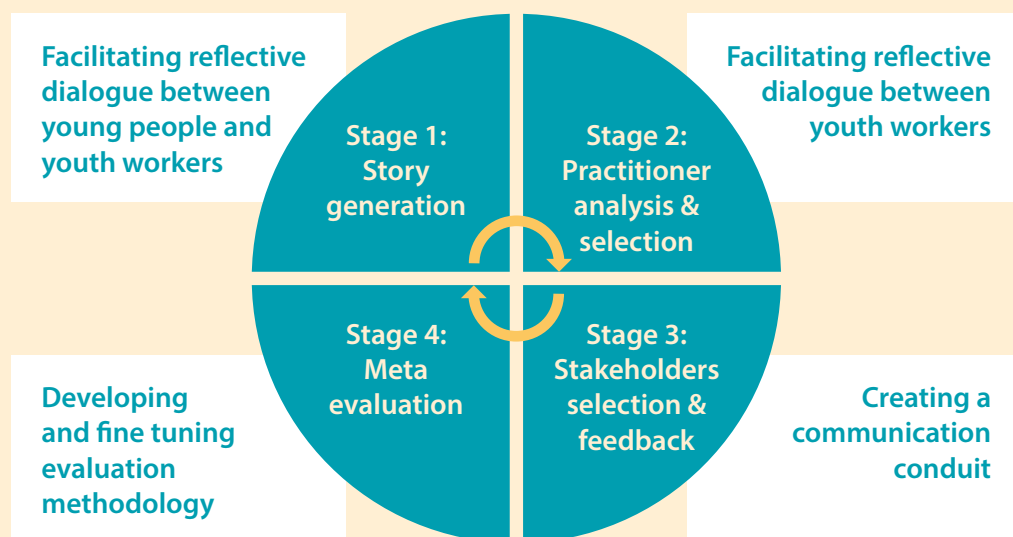 Facilitating reflective
dialogue between
young people and
youth workers
Stage 1:
Story
generation
Stage 2:
Practitioner
analysis &
selection
Facilitating reflective
dialogue between
youth workers
Developing
and fine tuning
evaluation
methodology
Stage 4:
Meta
evaluation
Stage 3:
Stakeholders
selection &
feedback
Creating a
communication
conduit